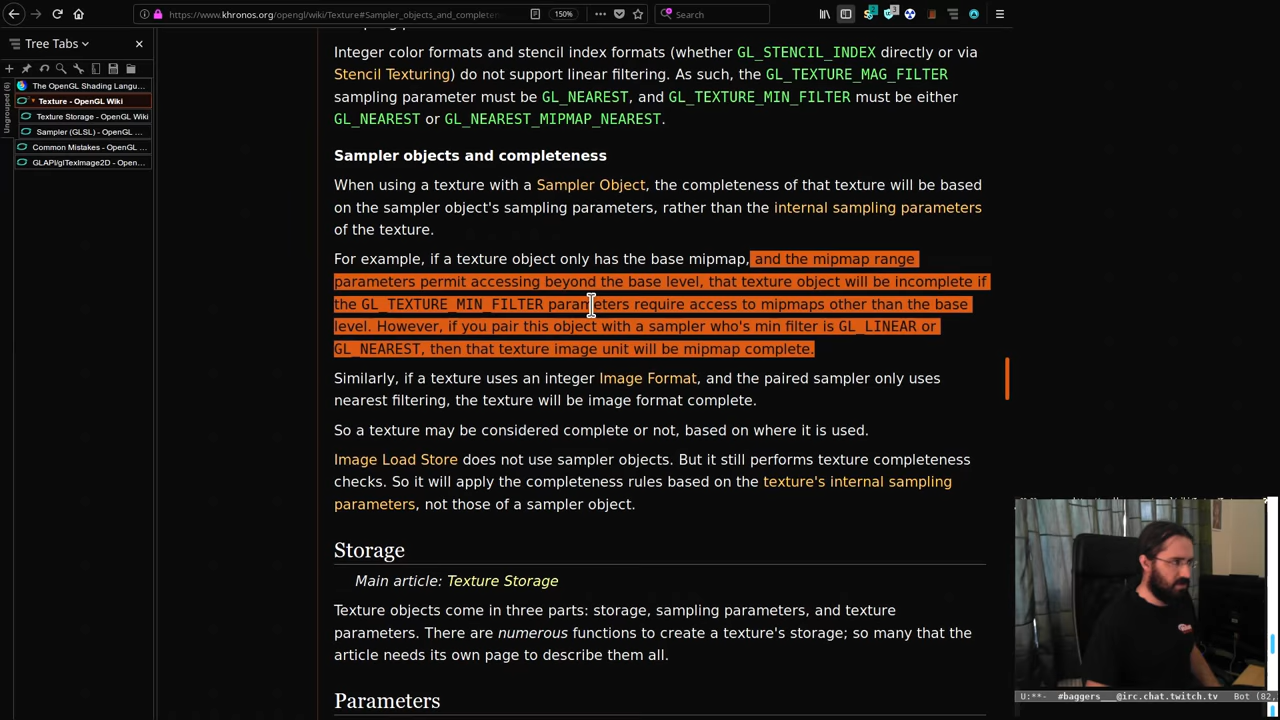 https://www.khronos.org/opengl/wiki/Texture#Sampler_objects_and_completene
150%
Search
Tree Tabs
Ungrouped (6)
The OpenGL Shading Langu...
Texture - OpenGL Wiki
Texture Storage - OpenGL Wiki
Sampler (GLSL) - OpenGL ...
Common Mistakes - OpenGL ...
GLAPI/glTexImage2D - Open...
Integer color formats and stencil index formats (whether GL_STENCIL_INDEX directly or via
Stencil Texturing) do not support linear filtering. As such, the GL_TEXTURE_MAG_FILTER
sampling parameter must be GL_NEAREST, and GL_TEXTURE_MIN_FILTER must be either
GL_NEAREST or GL_NEAREST_MIPMAP_NEAREST.
Sampler objects and completeness
When using a texture with a Sampler Object, the completeness of that texture will be based
on the sampler object's sampling parameters, rather than the internal sampling parameters
of the texture.
For example, if a texture object only has the base mipmap, and the mipmap range
parameters permit accessing beyond the base level, that texture object will be incomplete if
the GL_TEXTURE_MIN_FILTER parameters require access to mipmaps other than the base
level. However, if you pair this object with a sampler who's min filter is GL_LINEAR or
GL_NEAREST, then that texture image unit will be mipmap complete.
Similarly, if a texture uses an integer Image Format, and the paired sampler only uses
nearest filtering, the texture will be image format complete.
So a texture may be considered complete or not, based on where it is used.
Image Load Store does not use sampler objects. But it still performs texture completeness
checks. So it will apply the completeness rules based on the texture's internal sampling
parameters, not those of a sampler object.
Storage
Main article: Texture Storage
Texture objects come in three parts: storage, sampling parameters, and texture
parameters. There are numerous functions to create a texture's storage; so many that the
article needs its own page to describe them all.
Parameters
U:**- #baggers___@irc.chat.twitch.tv Bot (82,